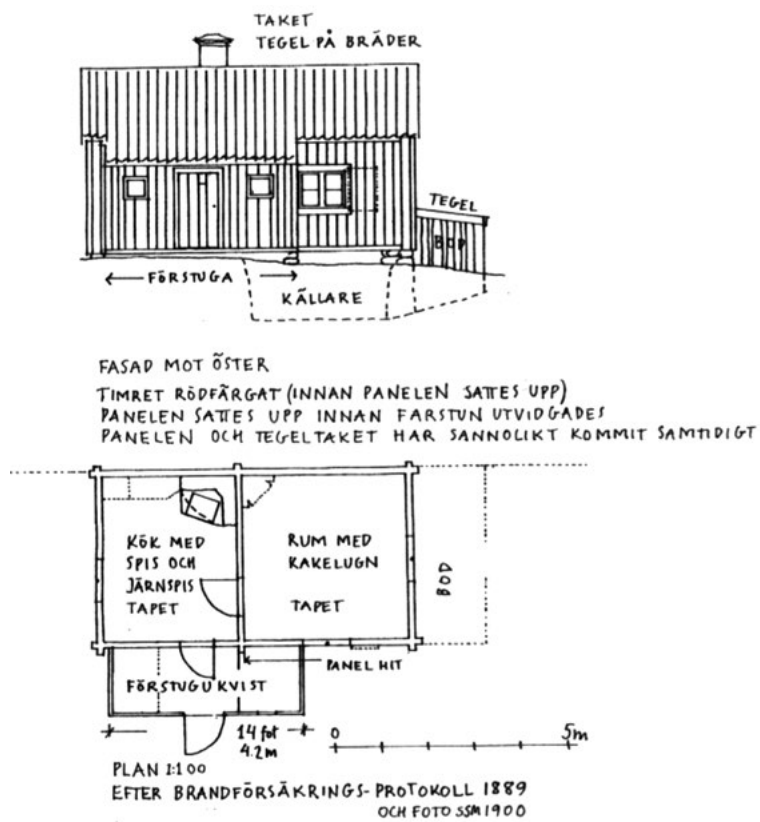 TAKET
TEGEL PÅ BRÄDER
TEGEL
BOD
FÖRSTUGA
KÄLLARE
FASAD MOT ÖSTER
TIMRET RÖDFÄRGAT (INNAN PANELEN SATTES UPP)
PANELEN SATTES UPP INNAN FARSTUN UTVIDGADES
PANELEN OCH TEGELTAKET HAR SANNOLIKT KOMMIT SAMTIDIGT
KÖK MED
SPIS OCH
JÄRNSPIS
TAPET
RUM MED
KAKELUGN
TAPET
BOD
PANEL HIT
FÖRSTUGUKVIST
14 fot
4.2 m
0
5m
PLAN 1:100
EFTER BRANDFÖRSÄKRINGS-PROTOKOLL 1889
OCH FOTO SSM 1900